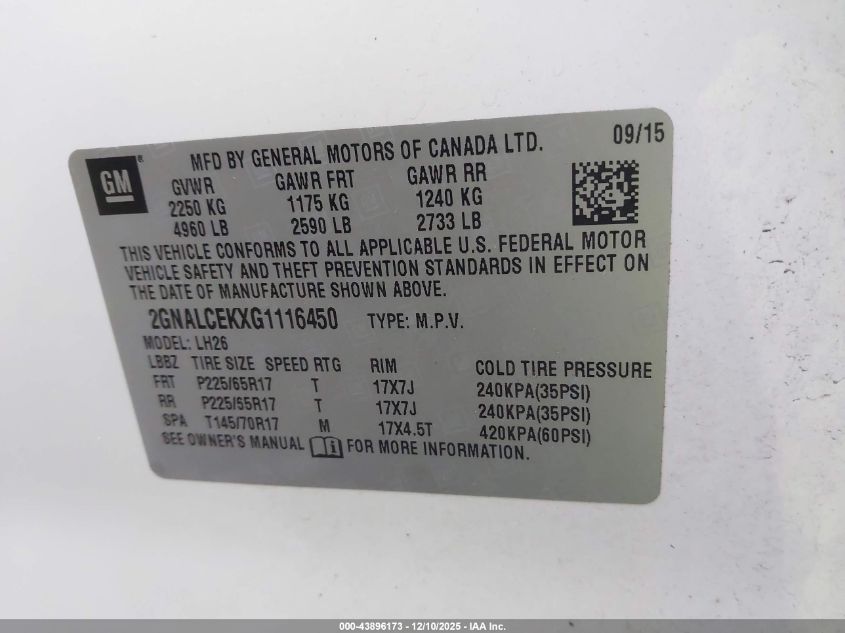 GM ®
MFD BY GENERAL MOTORS OF CANADA LTD. 09/15
GVWR GAWR FRT GAWR RR
2250 KG 1175 KG 1240 KG
4960 LB 2590 LB 2733 LB
THIS VEHICLE CONFORMS TO ALL APPLICABLE U.S. FEDERAL MOTOR
VEHICLE SAFETY AND THEFT PREVENTION STANDARDS IN EFFECT ON
THE DATE OF MANUFACTURE SHOWN ABOVE.
2GNALCEKXG1116450 TYPE: M.P.V.
MODEL: LH26
LBBZ TIRE SIZE SPEED RTG RIM COLD TIRE PRESSURE
FRT P225/65R17 T 17X7J 240KPA(35PSI)
RR P225/65R17 T 17X7J 240KPA(35PSI)
SPA T145/70R17 M 17X4.5T 420KPA(60PSI)
SEE OWNER'S MANUAL FOR MORE INFORMATION.
000-43896173 - 12/10/2025 - IAA Inc.